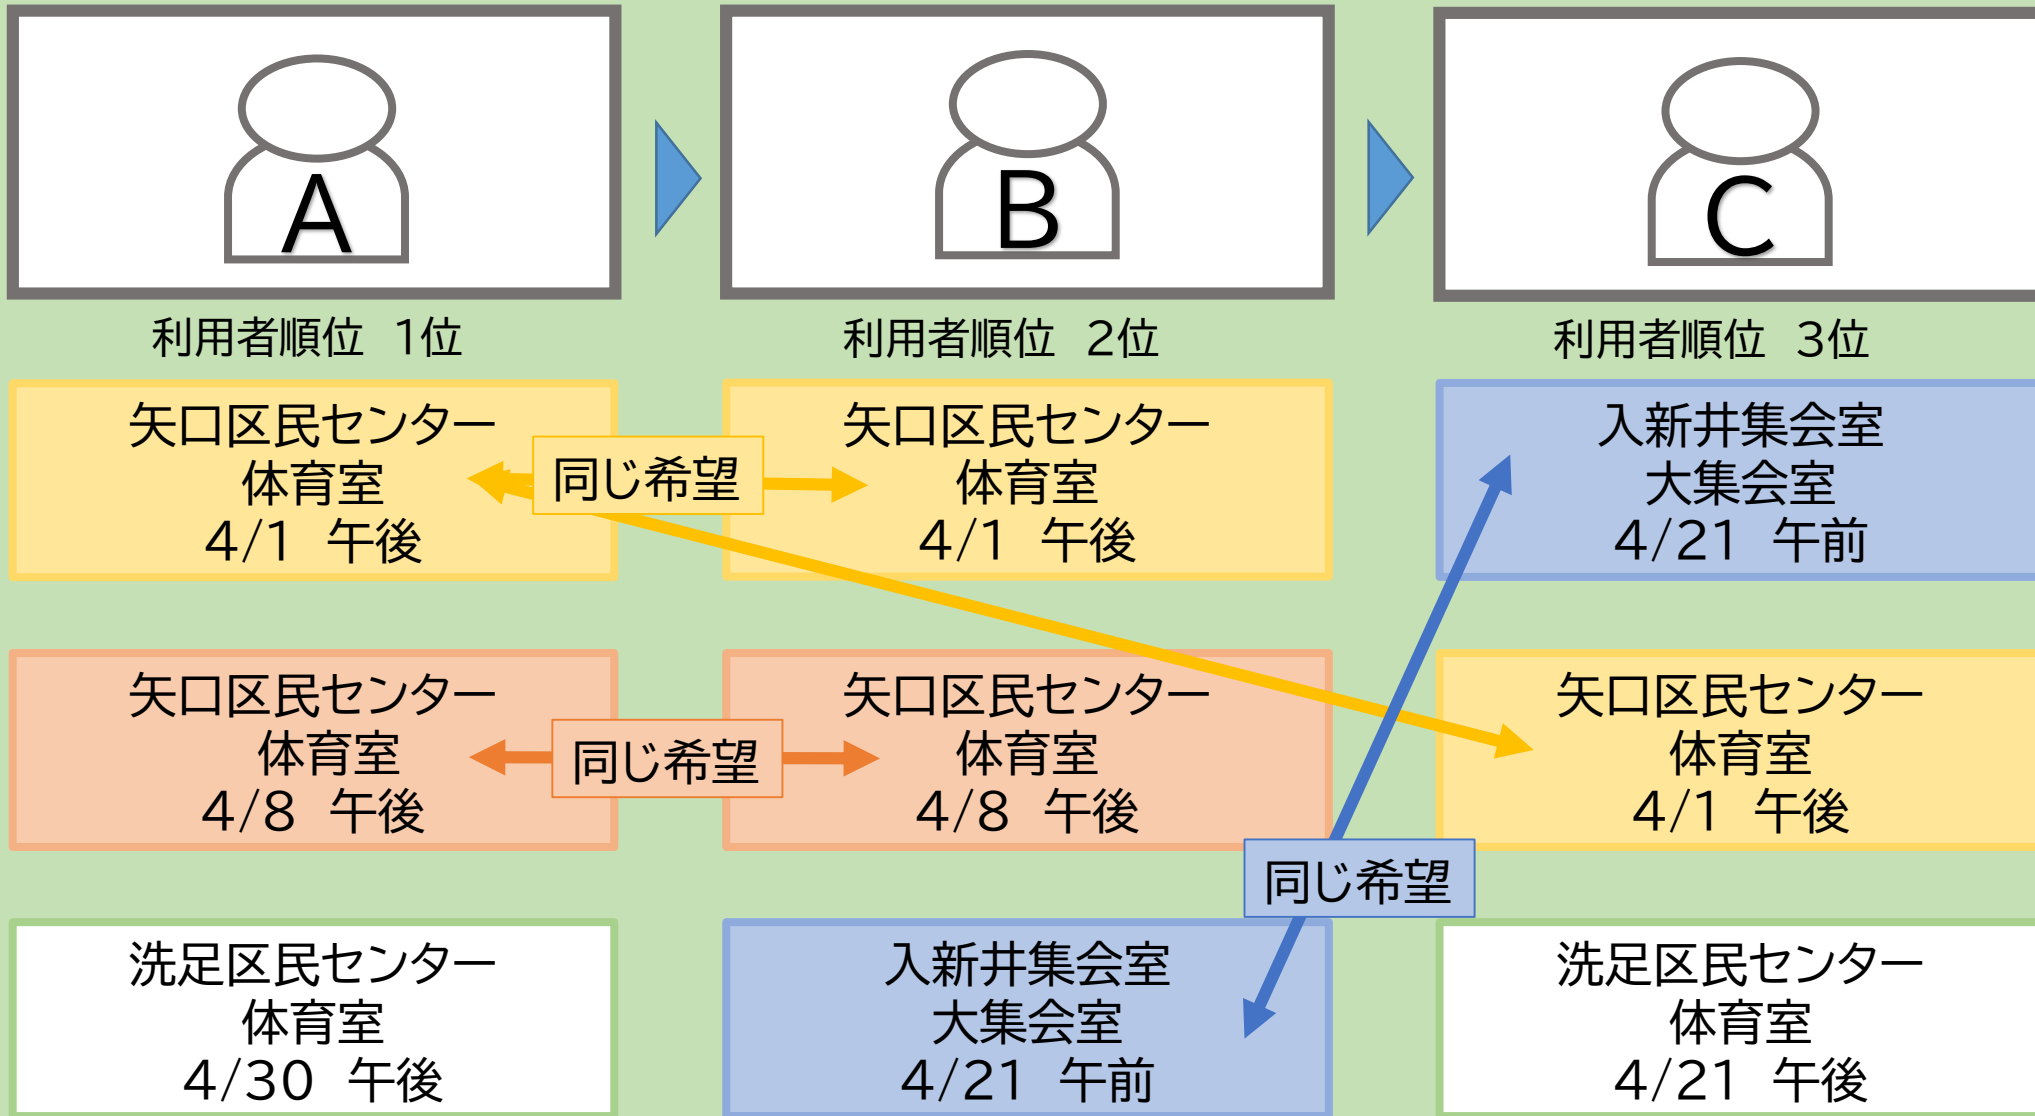 A
B
C
利用者順位 1位
利用者順位 2位
利用者順位 3位
矢口区民センター
体育室
4/1 午後
同じ希望
矢口区民センター
体育室
4/1 午後
入新井集会室
大集会室
4/21 午前
矢口区民センター
体育室
4/8 午後
同じ希望
矢口区民センター
体育室
4/8 午後
矢口区民センター
体育室
4/1 午後
同じ希望
洗足区民センター
体育室
4/30 午後
入新井集会室
大集会室
4/21 午前
洗足区民センター
体育室
4/21 午後